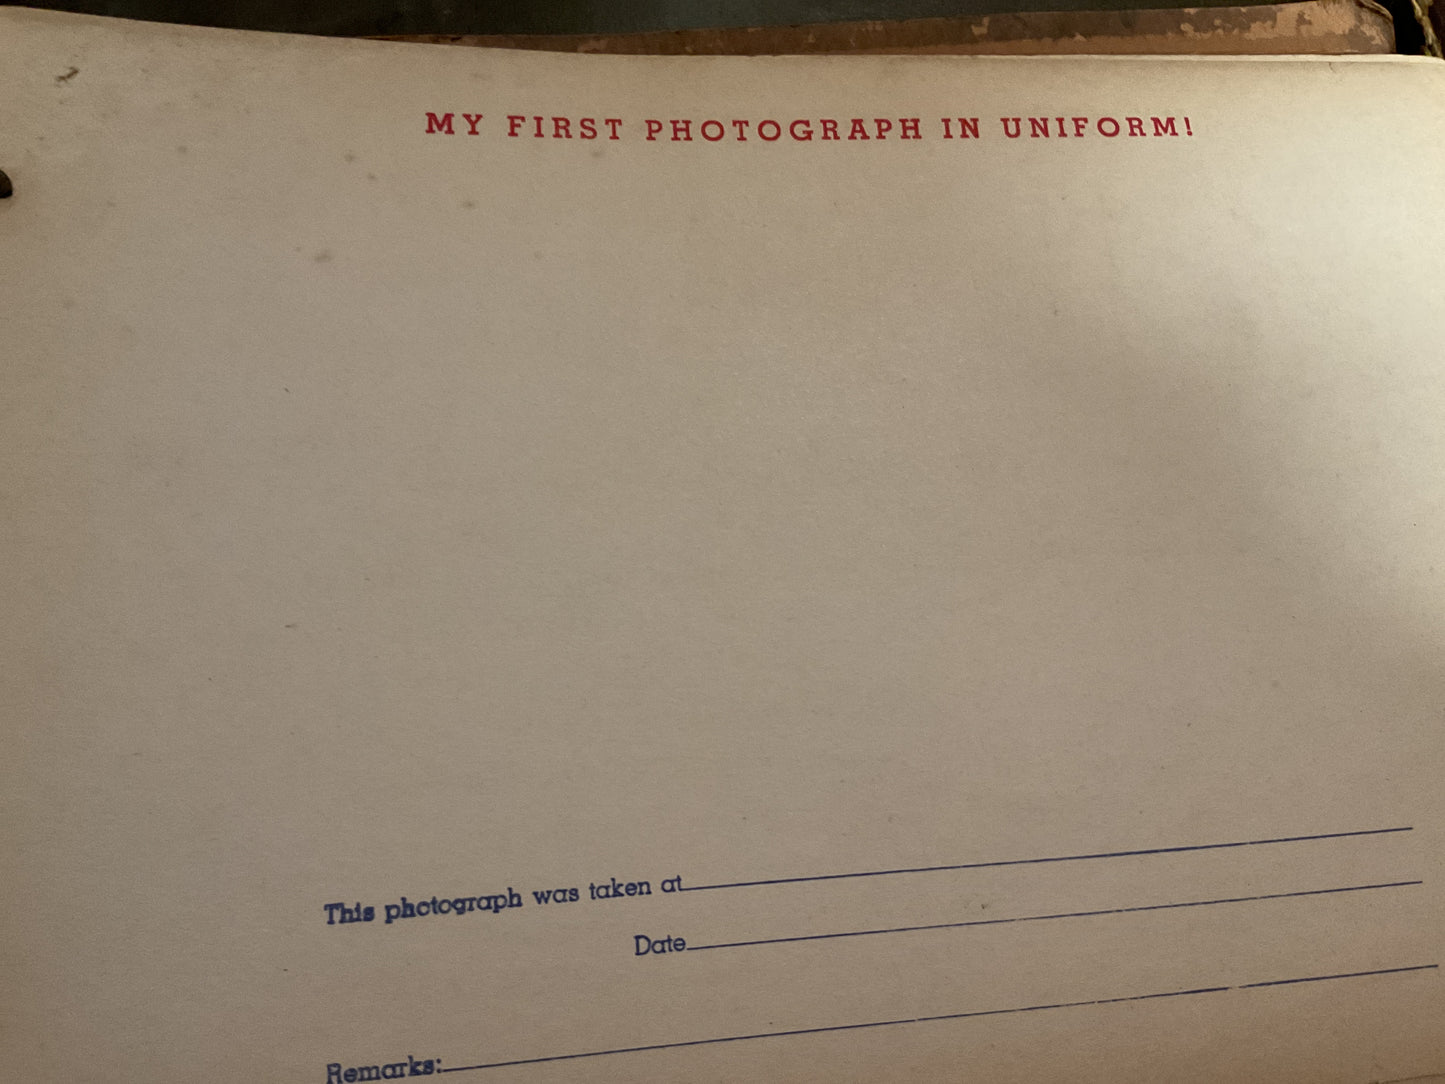 MY FIRST PHOTOGRAPH IN UNIFORM!
This photograph was taken at
Date
Remarks: